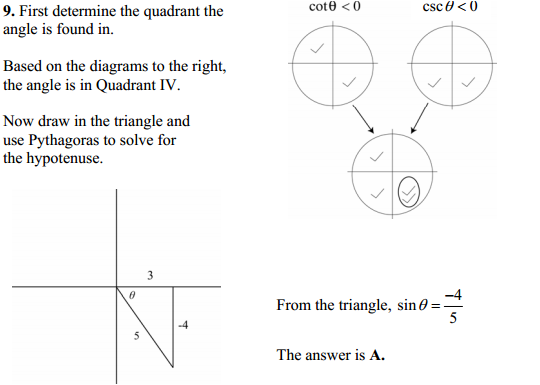 9. First determine the quadrant the
angle is found in.
Based on the diagrams to the right,
the angle is in Quadrant IV.
Now draw in the triangle and
use Pythagoras to solve for
the hypotenuse.
cotθ < 0
cscθ < 0
3
θ
-4
5
From the triangle, sinθ = −4/5
The answer is A.